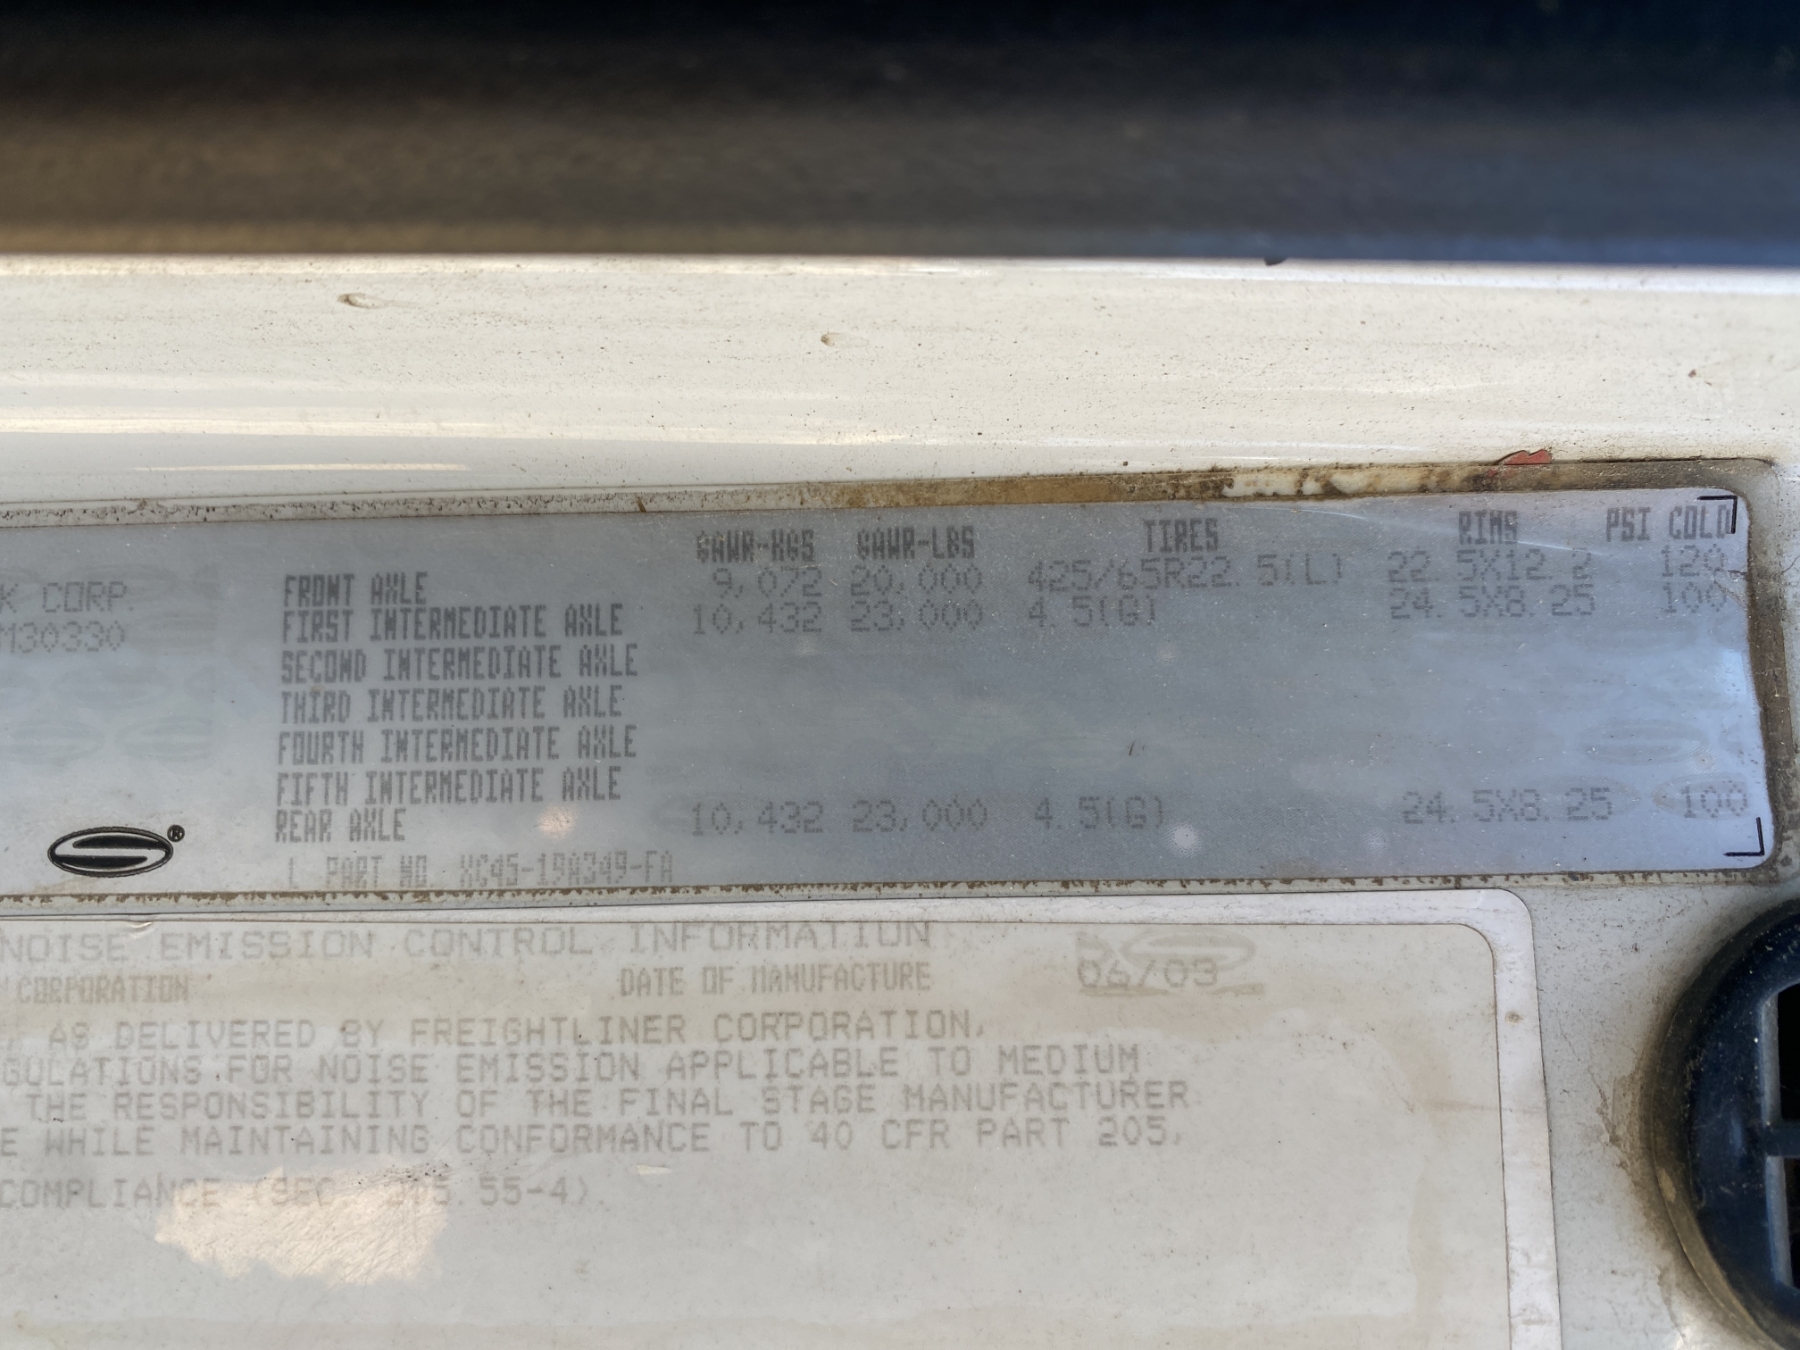 GAWR-KGS GAWR-LBS TIRES RIMS PSI COLD
K CORP. FRONT AXLE 9,072 20,000 425/65R22.5(L) 22.5X12.2 120
M30330 FIRST INTERMEDIATE AXLE 10,432 23,000 4.5(G) 24.5X8.25 100
SECOND INTERMEDIATE AXLE
THIRD INTERMEDIATE AXLE
FOURTH INTERMEDIATE AXLE
FIFTH INTERMEDIATE AXLE
REAR AXLE 10,432 23,000 4.5(G) 24.5X8.25 100
L PART NO XC45-19A349-FA
NOISE EMISSION CONTROL INFORMATION
CORPORATION DATE OF MANUFACTURE 06/03
, AS DELIVERED BY FREIGHTLINER CORPORATION,
GULATIONS FOR NOISE EMISSION APPLICABLE TO MEDIUM
THE RESPONSIBILITY OF THE FINAL STAGE MANUFACTURER
E WHILE MAINTAINING CONFORMANCE TO 40 CFR PART 205,
COMPLIANCE (SEC. 205.55-4).